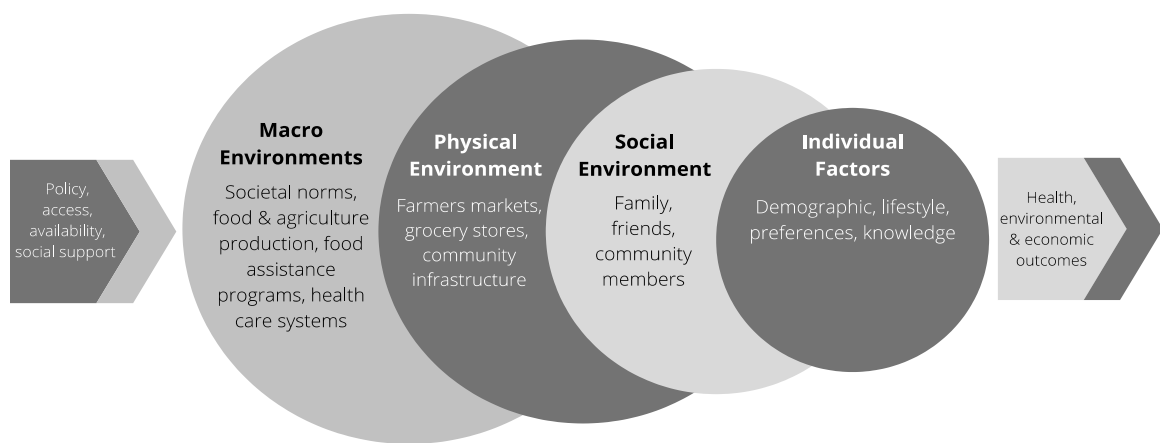 Policy,
access,
availability,
social support
Macro
Environments
Societal norms,
food & agriculture
production, food
assistance
programs, health
care systems
Physical
Environment
Farmers markets,
grocery stores,
community
infrastructure
Social
Environment
Family,
friends,
community
members
Individual
Factors
Demographic, lifestyle,
preferences, knowledge
Health,
environmental
& economic
outcomes